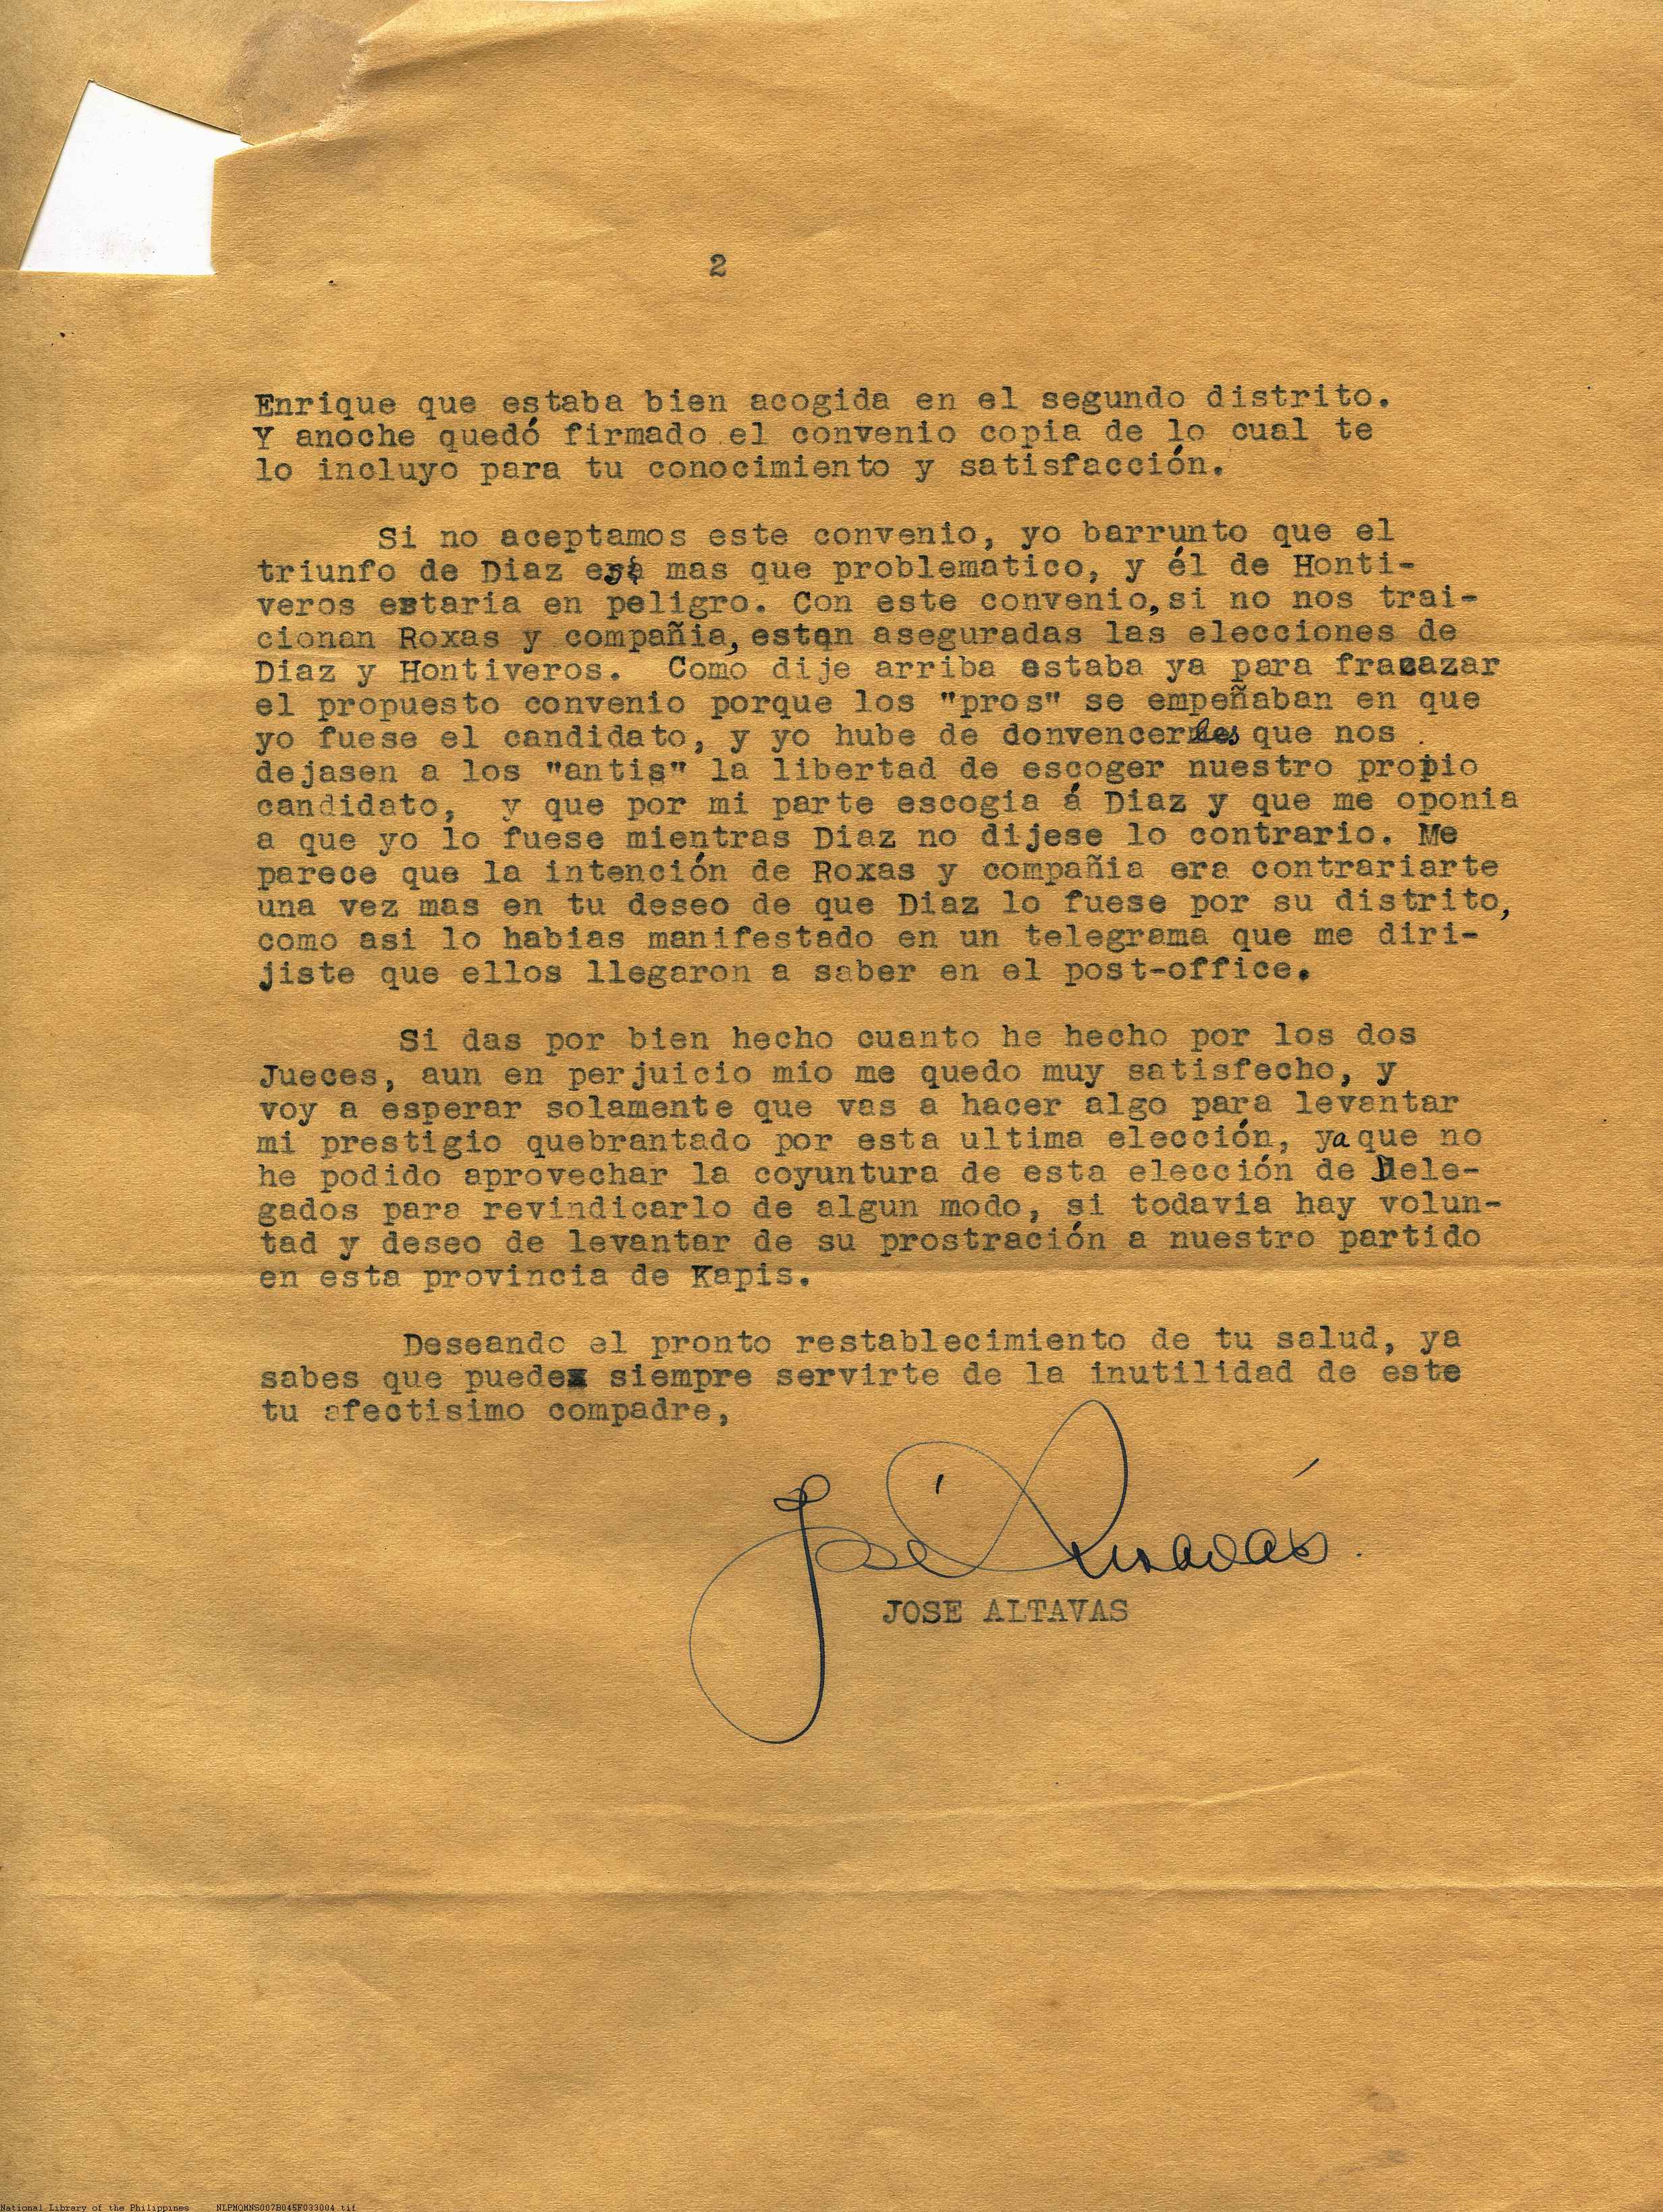 2
Enrique que estaba bien acogida en el segundo distrito.
Y anoche quedó firmado el convenio copia de lo cual te
lo incluyo para tu conocimiento y satisfacción.
Si no aceptamos este convenio, yo barrunto que el
triunfo de Diaz es mas que problematico, y él de Honti-
veros estaria en peligro. Con este convenio, si no nos trai-
cionan Roxas y compañia, estan aseguradas las elecciones de
Diaz y Hontiveros. Como dije arriba estaba ya para fracazar
el propuesto convenio porque los "pros" se empeñaban en que
yo fuese el candidato, y yo hube de donvencerles que nos
dejasen a los "antis" la libertad de escoger nuestro propio
candidato, y que por mi parte escogia á Diaz y que me oponia
a que yo lo fuese mientras Diaz no dijese lo contrario. Me
parece que la intención de Roxas y compañia era contrariarte
una vez mas en tu deseo de que Diaz lo fuese por su distrito,
como asi lo habias manifestado en un telegrama que me diri-
jiste que ellos llegaron a saber en el post-office.
Si das por bien hecho cuanto he hecho por los dos
Jueces, aun en perjuicio mio me quedo muy satisfecho, y
voy a esperar solamente que vas a hacer algo para levantar
mi prestigio quebrantado por esta ultima elección, ya que no
he podido aprovechar la coyuntura de esta elección de Dele-
gados para revindicarlo de algun modo, si todavia hay volun-
tad y deseo de levantar de su prostración a nuestro partido
en esta provincia de Kapis.
Deseando el pronto restablecimiento de tu salud, ya
sabes que puedes siempre servirte de la inutilidad de este
tu afectisimo compadre,
José Altavás.
JOSE ALTAVAS
National Library of the Philippines NLPMQMNS007B045F033004.tif